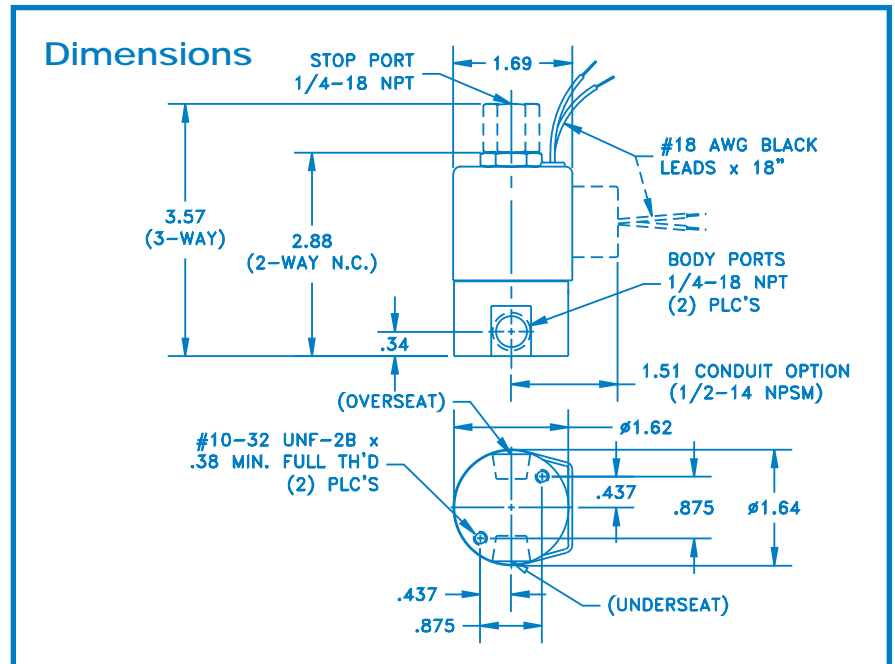 Dimensions
STOP PORT
1/4-18 NPT
1.69
#18 AWG BLACK
LEADS x 18"
3.57
(3-WAY)
2.88
(2-WAY N.C.)
BODY PORTS
1/4-18 NPT
(2) PLC'S
.34
1.51 CONDUIT OPTION
(1/2-14 NPSM)
(OVERSEAT)
ø1.62
#10-32 UNF-2B x
.38 MIN. FULL TH'D
(2) PLC'S
.437
.875
ø1.64
.437
.875
(UNDERSEAT)